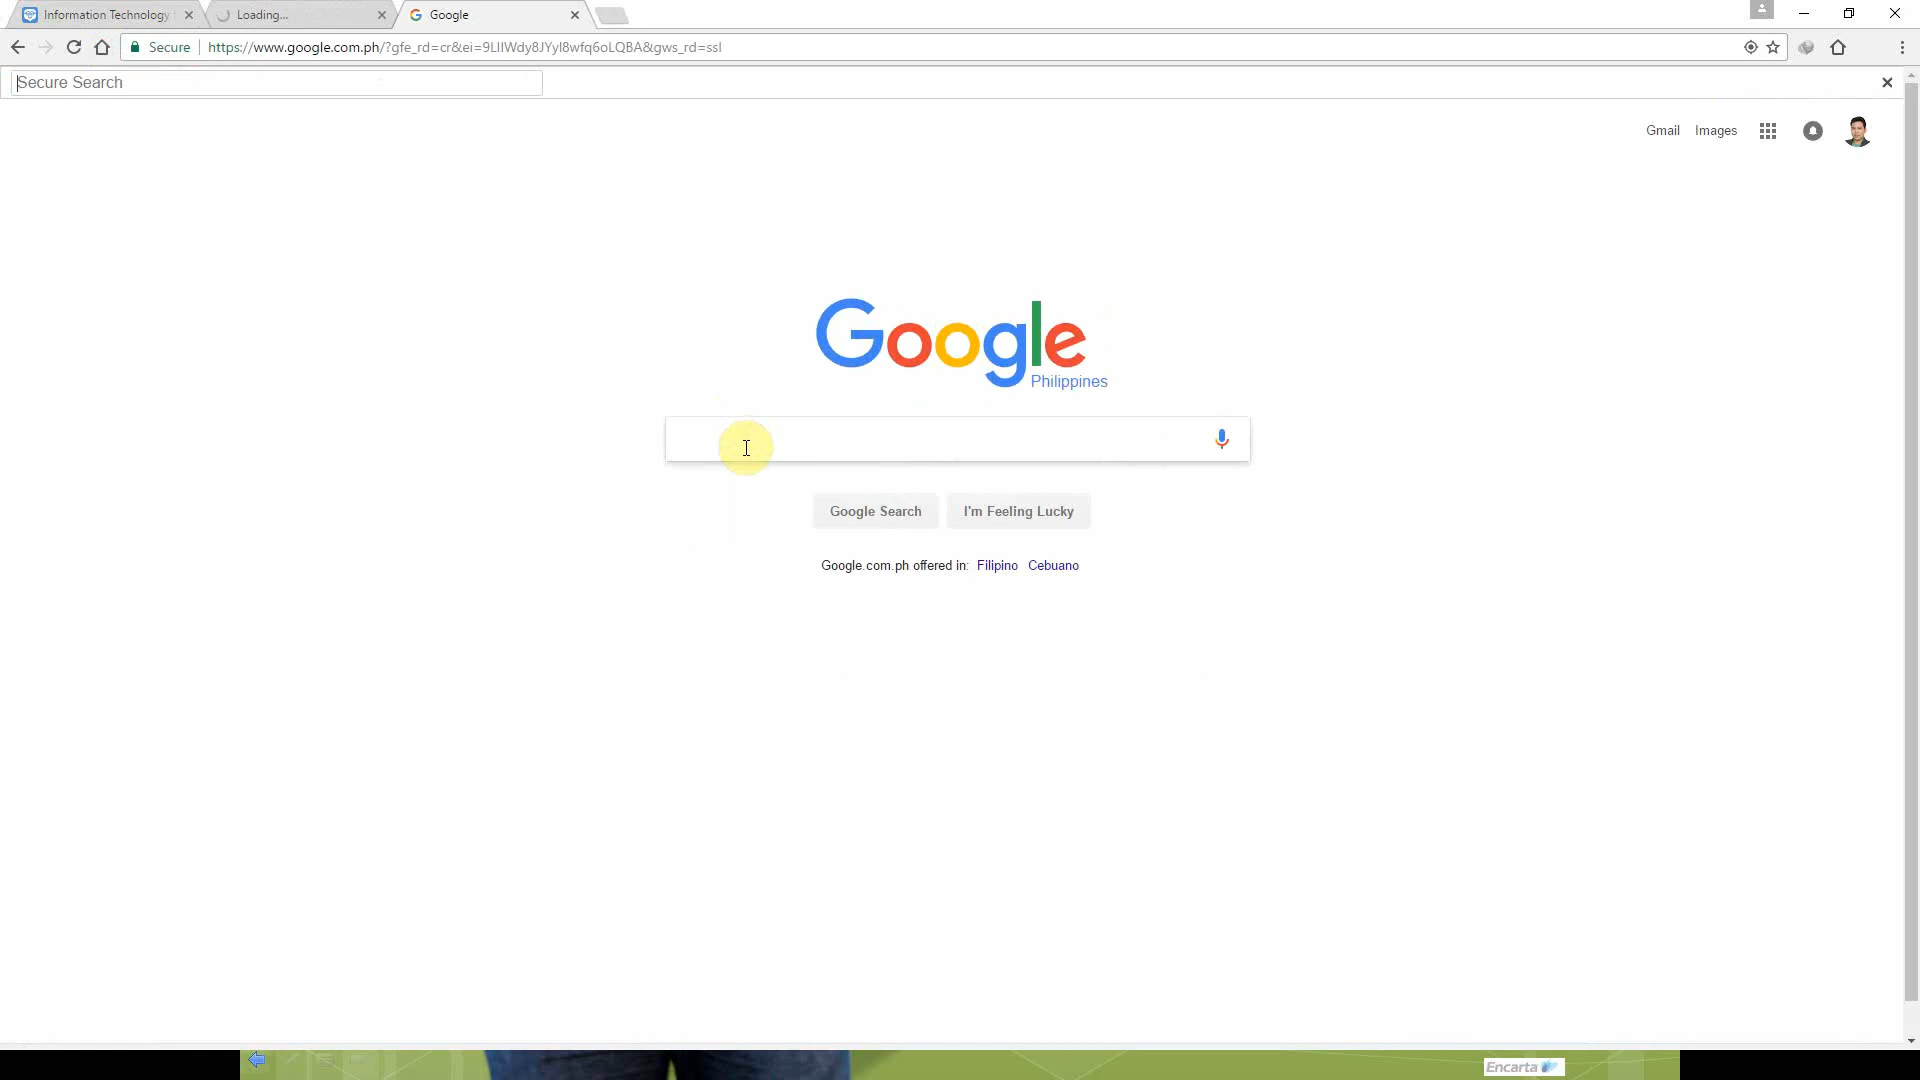 Information Technology
Loading...
Google
Secure
https://www.google.com.ph/?gfe_rd=cr&ei=9LIIWdy8JYyl8wfq6oLQBA&gws_rd=ssl
Secure Search
Gmail Images
Google
Philippines
Google Search I'm Feeling Lucky
Google.com.ph offered in: Filipino Cebuano
Encarta